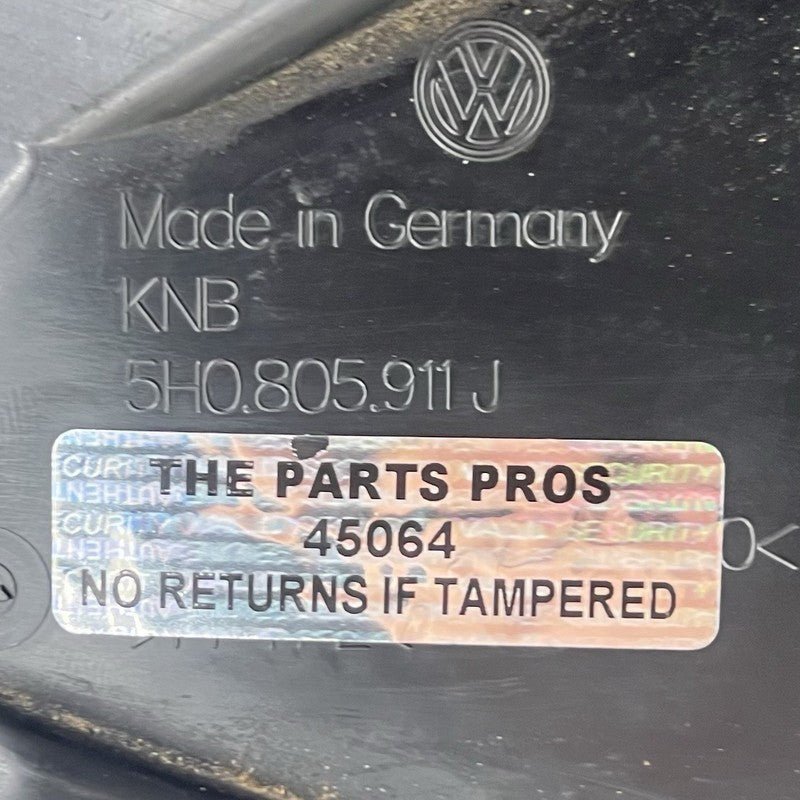 Made in Germany
KNB
5H0.805.911 J
THE PARTS PROS
45064
NO RETURNS IF TAMPERED